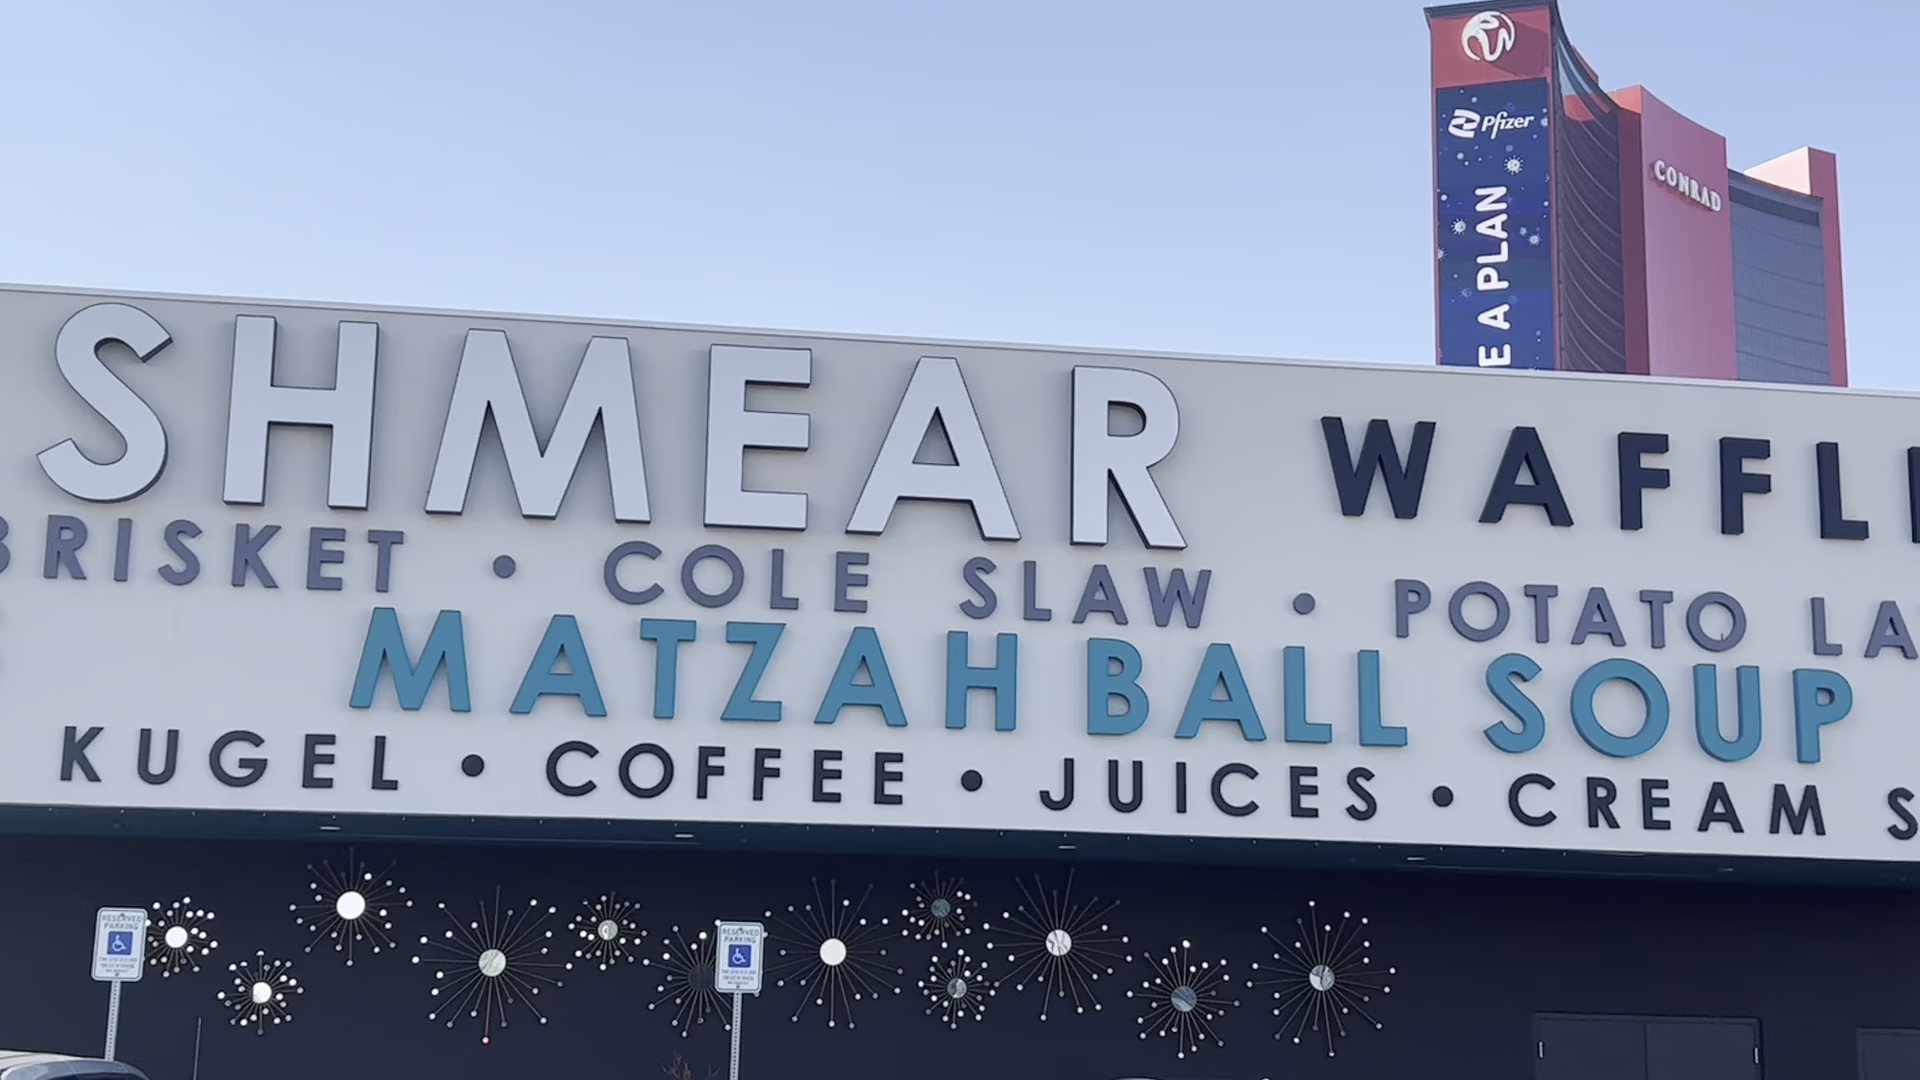 Pfizer
E A PLAN
CONRAD
SHMEAR WAFFL
BRISKET • COLE SLAW • POTATO LA
MATZAH BALL SOUP
KUGEL • COFFEE • JUICES • CREAM S
RESERVED
PARKING
RESERVED
PARKING